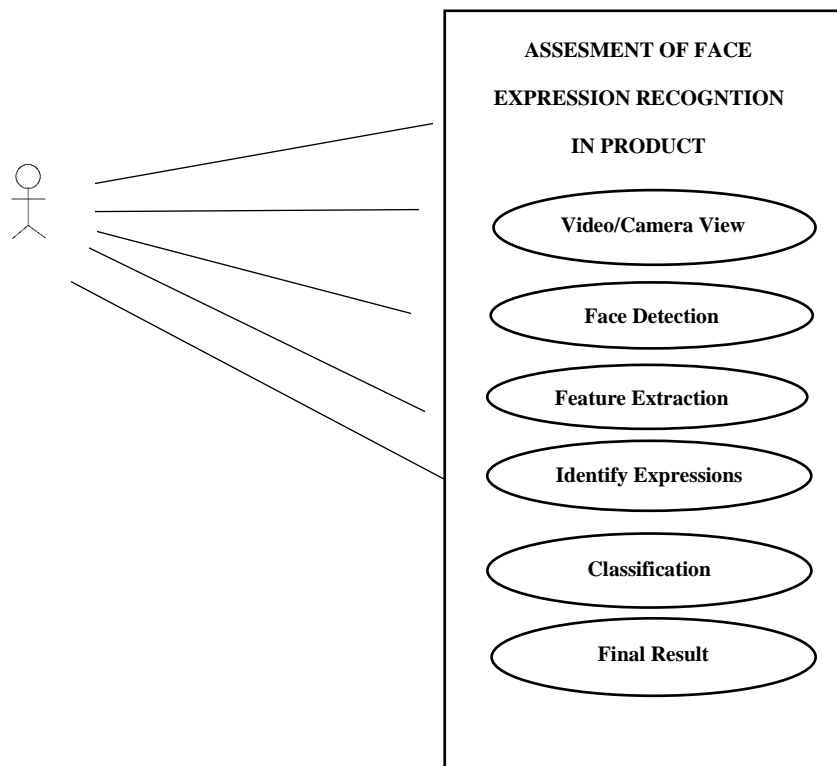 ASSESMENT OF FACE
EXPRESSION RECOGNTION
IN PRODUCT
Video/Camera View
Face Detection
Feature Extraction
Identify Expressions
Classification
Final Result